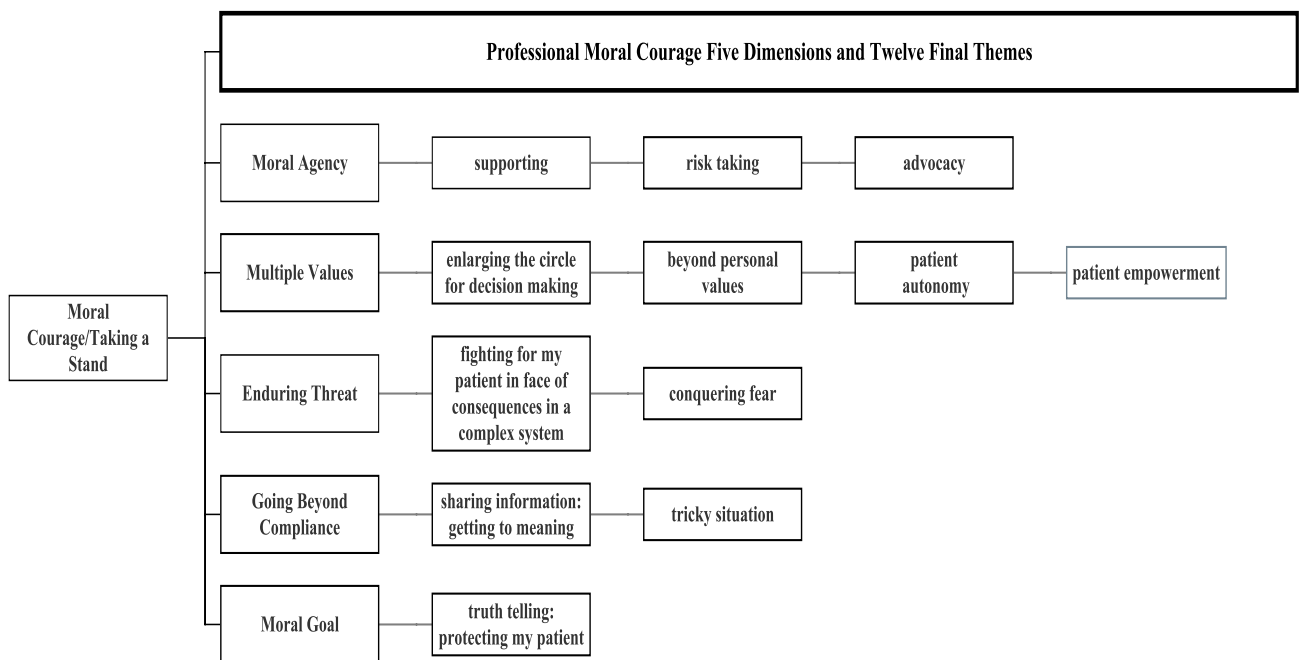 Professional Moral Courage Five Dimensions and Twelve Final Themes
Moral Agency
supporting
risk taking
advocacy
Multiple Values
enlarging the circle
for decision making
beyond personal
values
patient
autonomy
patient empowerment
Moral
Courage/Taking a
Stand
Enduring Threat
fighting for my
patient in face of
consequences in a
complex system
conquering fear
Going Beyond
Compliance
sharing information:
getting to meaning
tricky situation
Moral Goal
truth telling:
protecting my patient